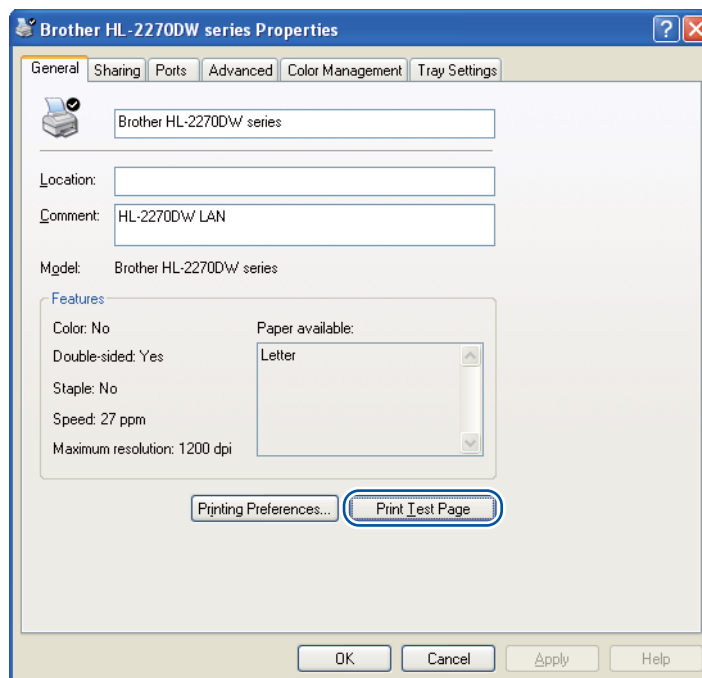 Brother HL-2270DW series Properties
General Sharing Ports Advanced Color Management Tray Settings
Brother HL-2270DW series
Location:
Comment: HL-2270DW LAN
Model: Brother HL-2270DW series
Features
Color: No
Paper available:
Double-sided: Yes
Letter
Staple: No
Speed: 27 ppm
Maximum resolution: 1200 dpi
Printing Preferences... Print Test Page
OK Cancel Apply Help